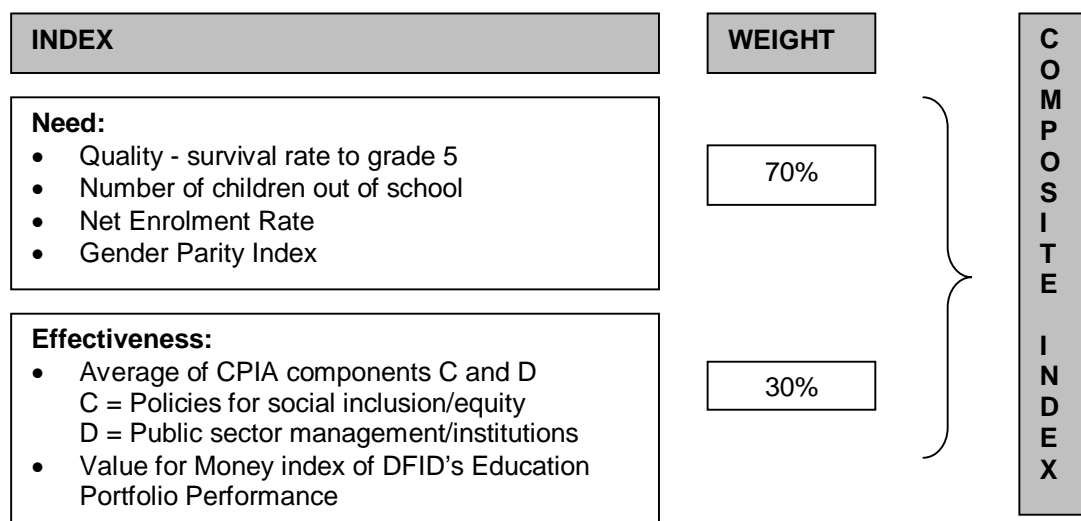 INDEX
WEIGHT
Need:
• Quality - survival rate to grade 5
• Number of children out of school
• Net Enrolment Rate
• Gender Parity Index
70%
Effectiveness:
• Average of CPIA components C and D
C = Policies for social inclusion/equity
D = Public sector management/institutions
• Value for Money index of DFID's Education
Portfolio Performance
30%
COMPOSITE INDEX